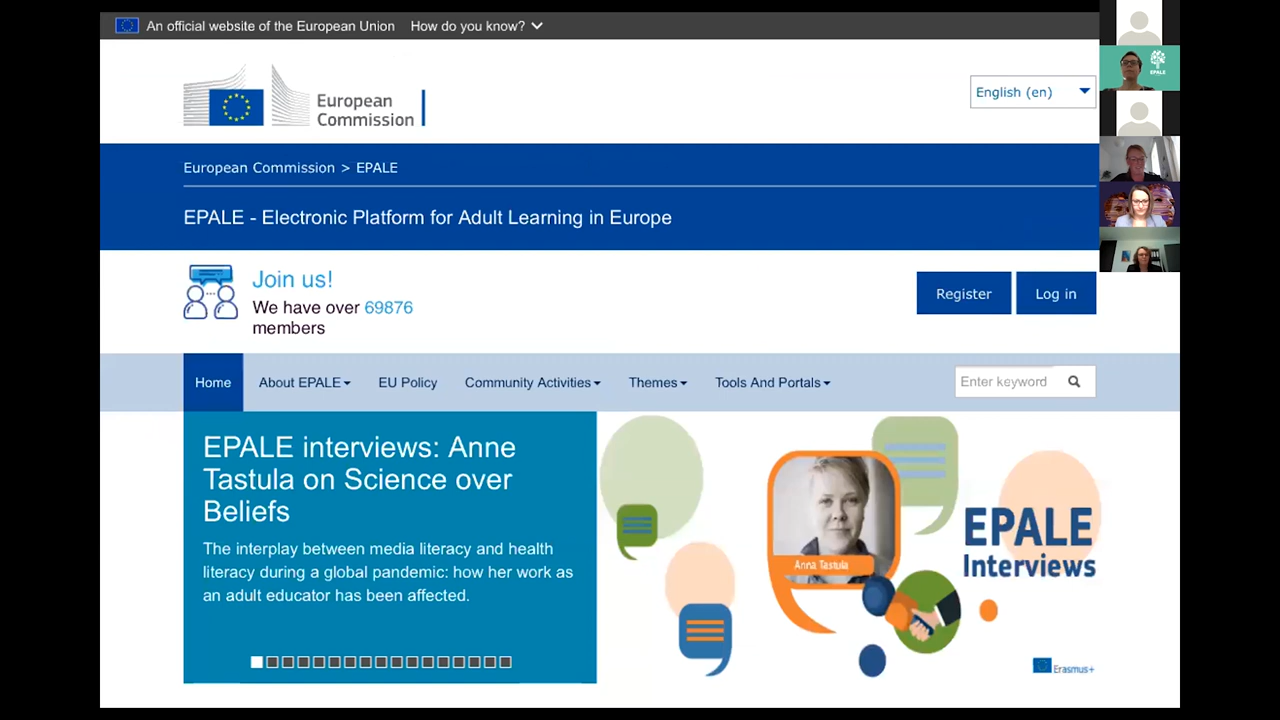 An official website of the European Union How do you know?
European
Commission
English (en)
European Commission > EPALE
EPALE - Electronic Platform for Adult Learning in Europe
Join us!
We have over 69876
members
Register
Log in
Home
About EPALE
EU Policy
Community Activities
Themes
Tools And Portals
Enter keyword
EPALE interviews: Anne
Tastula on Science over
Beliefs
The interplay between media literacy and health
literacy during a global pandemic: how her work as
an adult educator has been affected.
Anna Tastula
EPALE
Interviews
Erasmus+
EPALE